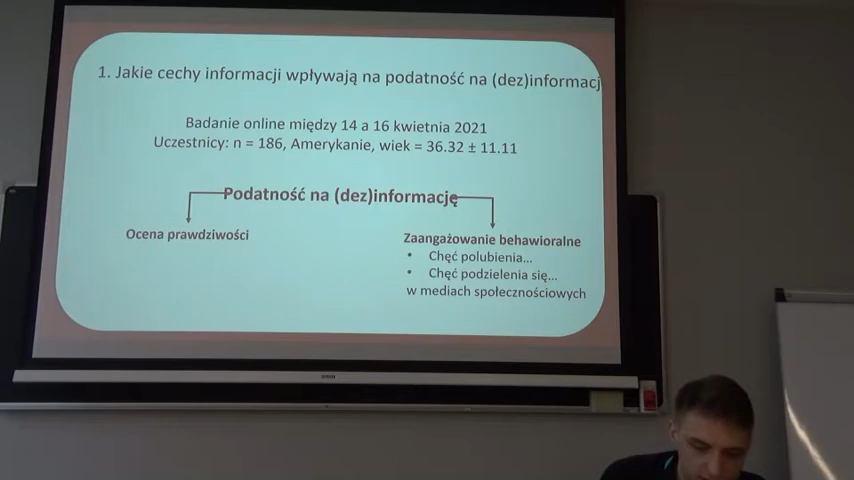 1. Jakie cechy informacji wpływają na podatność na (dez)informacj
Badanie online między 14 a 16 kwietnia 2021
Uczestnicy: n = 186, Amerykanie, wiek = 36.32 ± 11.11
Podatność na (dez)informację
Ocena prawdziwości
Zaangażowanie behawioralne
• Chęć polubienia...
• Chęć podzielenia się...
w mediach społecznościowych